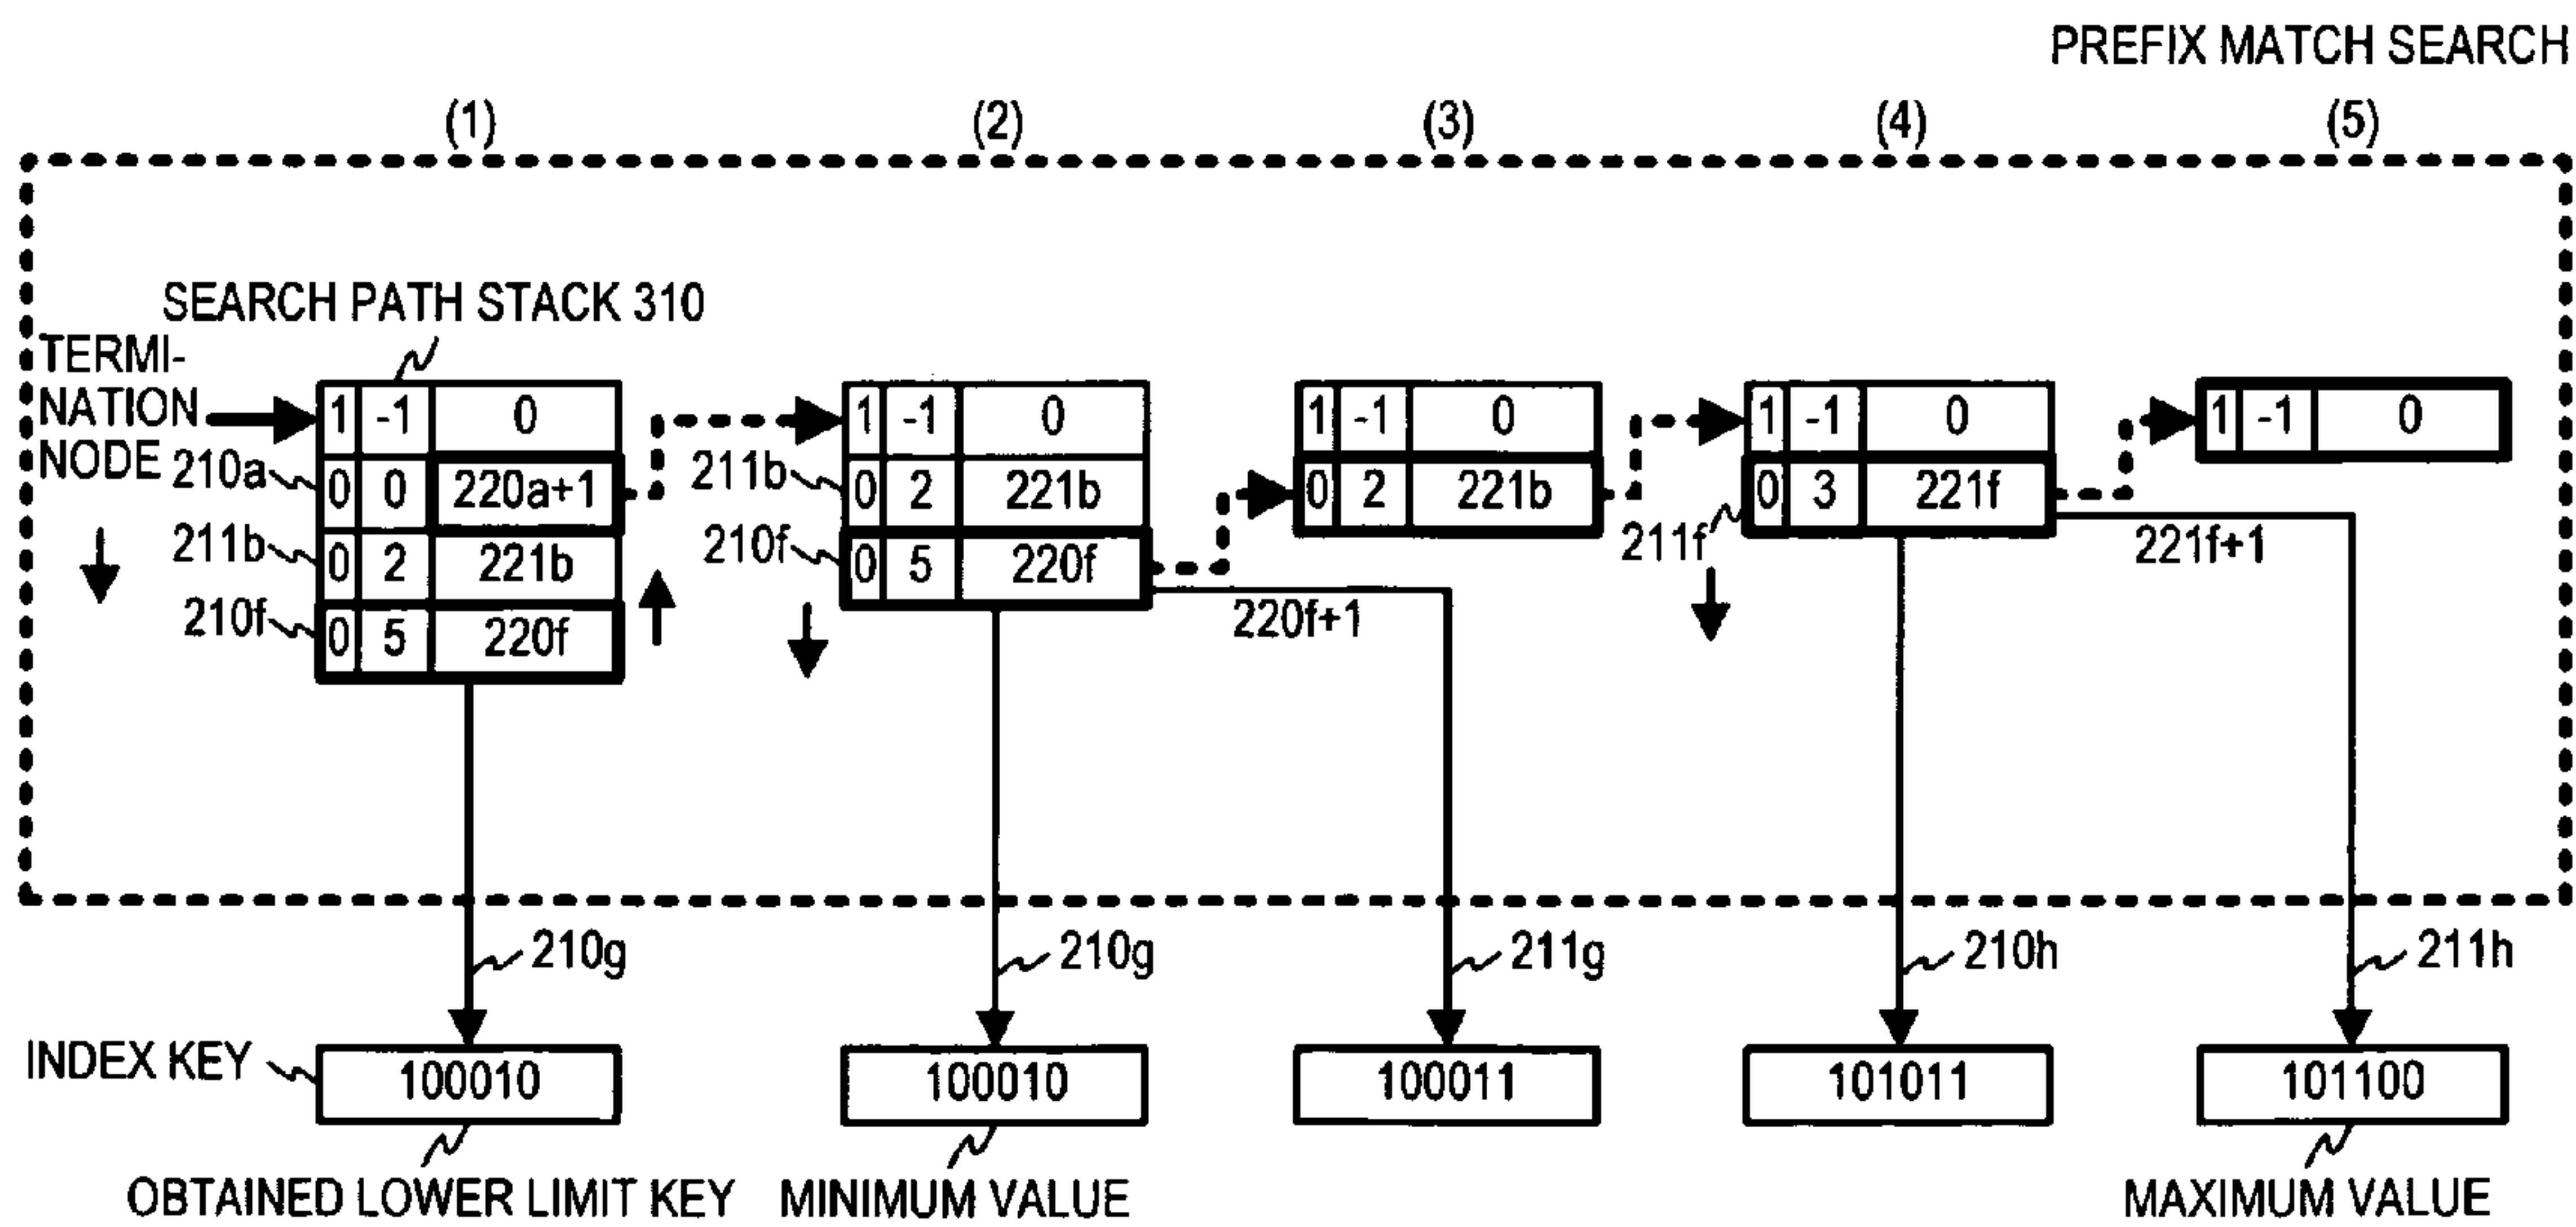 PREFIX MATCH SEARCH
(1) (2) (3) (4) (5)
SEARCH PATH STACK 310
TERMI-
NATION
NODE
1 -1 0
210a 0 0 220a+1
211b 0 2 221b
210f 0 5 220f
1 -1 0
211b 0 2 221b
210f 0 5 220f
220f+1
1 -1 0
0 2 221b
1 -1 0
211f 0 3 221f
221f+1
1 -1 0
210g 210g 211g 210h 211h
INDEX KEY 100010 100010 100011 101011 101100
OBTAINED LOWER LIMIT KEY MINIMUM VALUE MAXIMUM VALUE